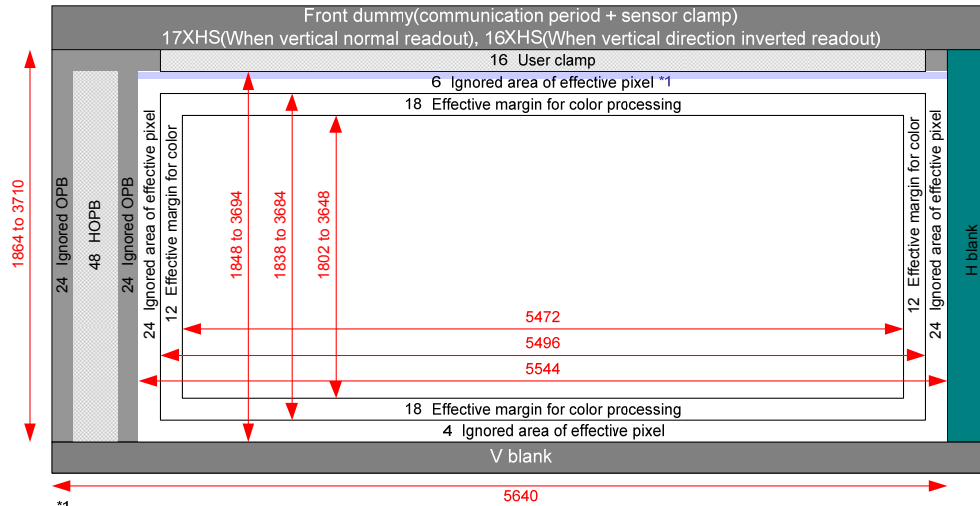 Front dummy(communication period + sensor clamp)
17XHS(When vertical normal readout), 16XHS(When vertical direction inverted readout)
16 User clamp
6 Ignored area of effective pixel *1
18 Effective margin for color processing
1864 to 3710
24 Ignored OPB
48 HOPB
24 Ignored OPB
24 Ignored area of effective pixel
12 Effective margin for color
1848 to 3694
1838 to 3684
1802 to 3648
12 Effective margin for color
24 Ignored area of effective pixel
H blank
5472
5496
5544
18 Effective margin for color processing
4 Ignored area of effective pixel
V blank
5640
*1